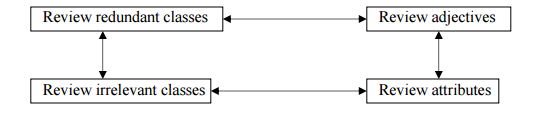 Review redundant classes
Review adjectives
Review irrelevant classes
Review attributes